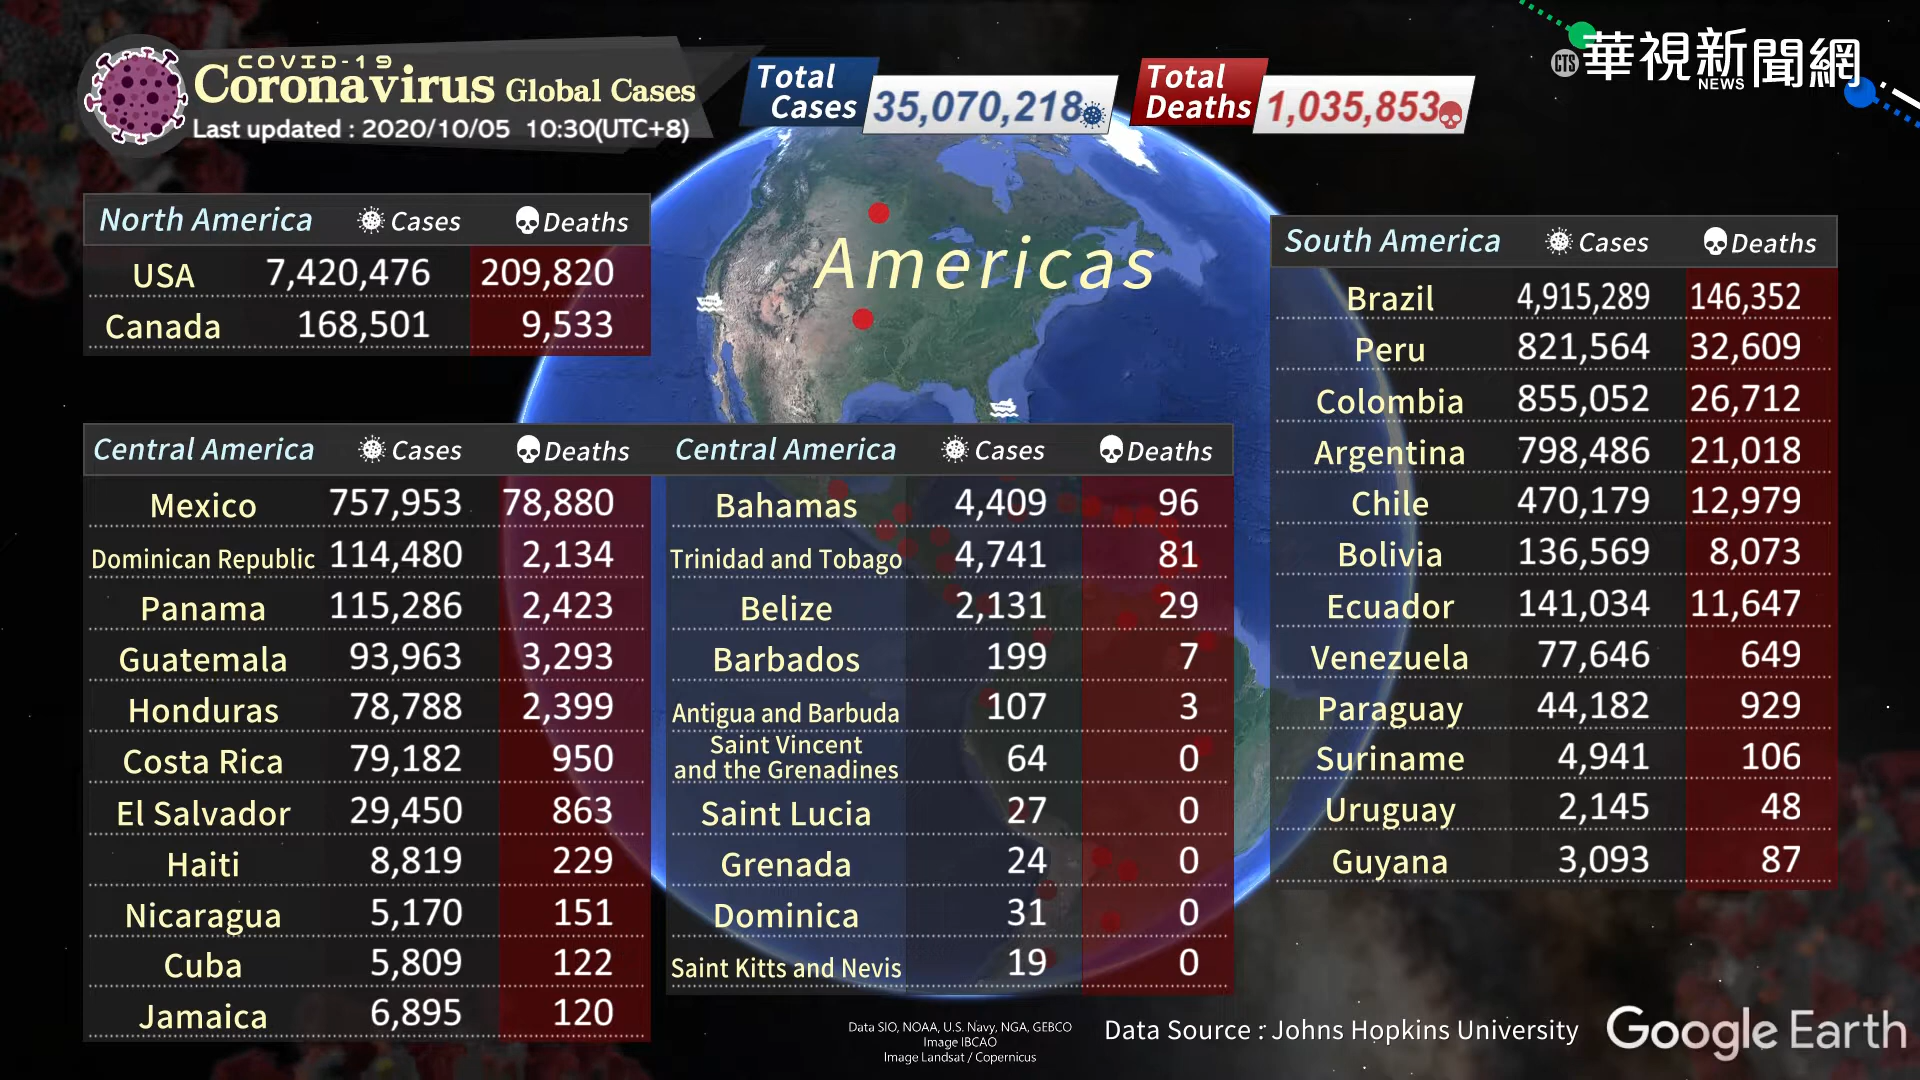 COVID-19
Coronavirus Global Cases
Last updated : 2020/10/05 10:30(UTC+8)
Total Cases 35,070,218
Total Deaths 1,035,853
CTS 華視新聞網
NEWS
Americas
North America Cases Deaths
USA 7,420,476 209,820
Canada 168,501 9,533
Central America Cases Deaths
Mexico 757,953 78,880
Dominican Republic 114,480 2,134
Panama 115,286 2,423
Guatemala 93,963 3,293
Honduras 78,788 2,399
Costa Rica 79,182 950
El Salvador 29,450 863
Haiti 8,819 229
Nicaragua 5,170 151
Cuba 5,809 122
Jamaica 6,895 120
Central America Cases Deaths
Bahamas 4,409 96
Trinidad and Tobago 4,741 81
Belize 2,131 29
Barbados 199 7
Antigua and Barbuda 107 3
Saint Vincent
and the Grenadines 64 0
Saint Lucia 27 0
Grenada 24 0
Dominica 31 0
Saint Kitts and Nevis 19 0
South America Cases Deaths
Brazil 4,915,289 146,352
Peru 821,564 32,609
Colombia 855,052 26,712
Argentina 798,486 21,018
Chile 470,179 12,979
Bolivia 136,569 8,073
Ecuador 141,034 11,647
Venezuela 77,646 649
Paraguay 44,182 929
Suriname 4,941 106
Uruguay 2,145 48
Guyana 3,093 87
Data SIO, NOAA, U.S. Navy, NGA, GEBCO
Image IBCAO
Image Landsat / Copernicus
Data Source : Johns Hopkins University
Google Earth